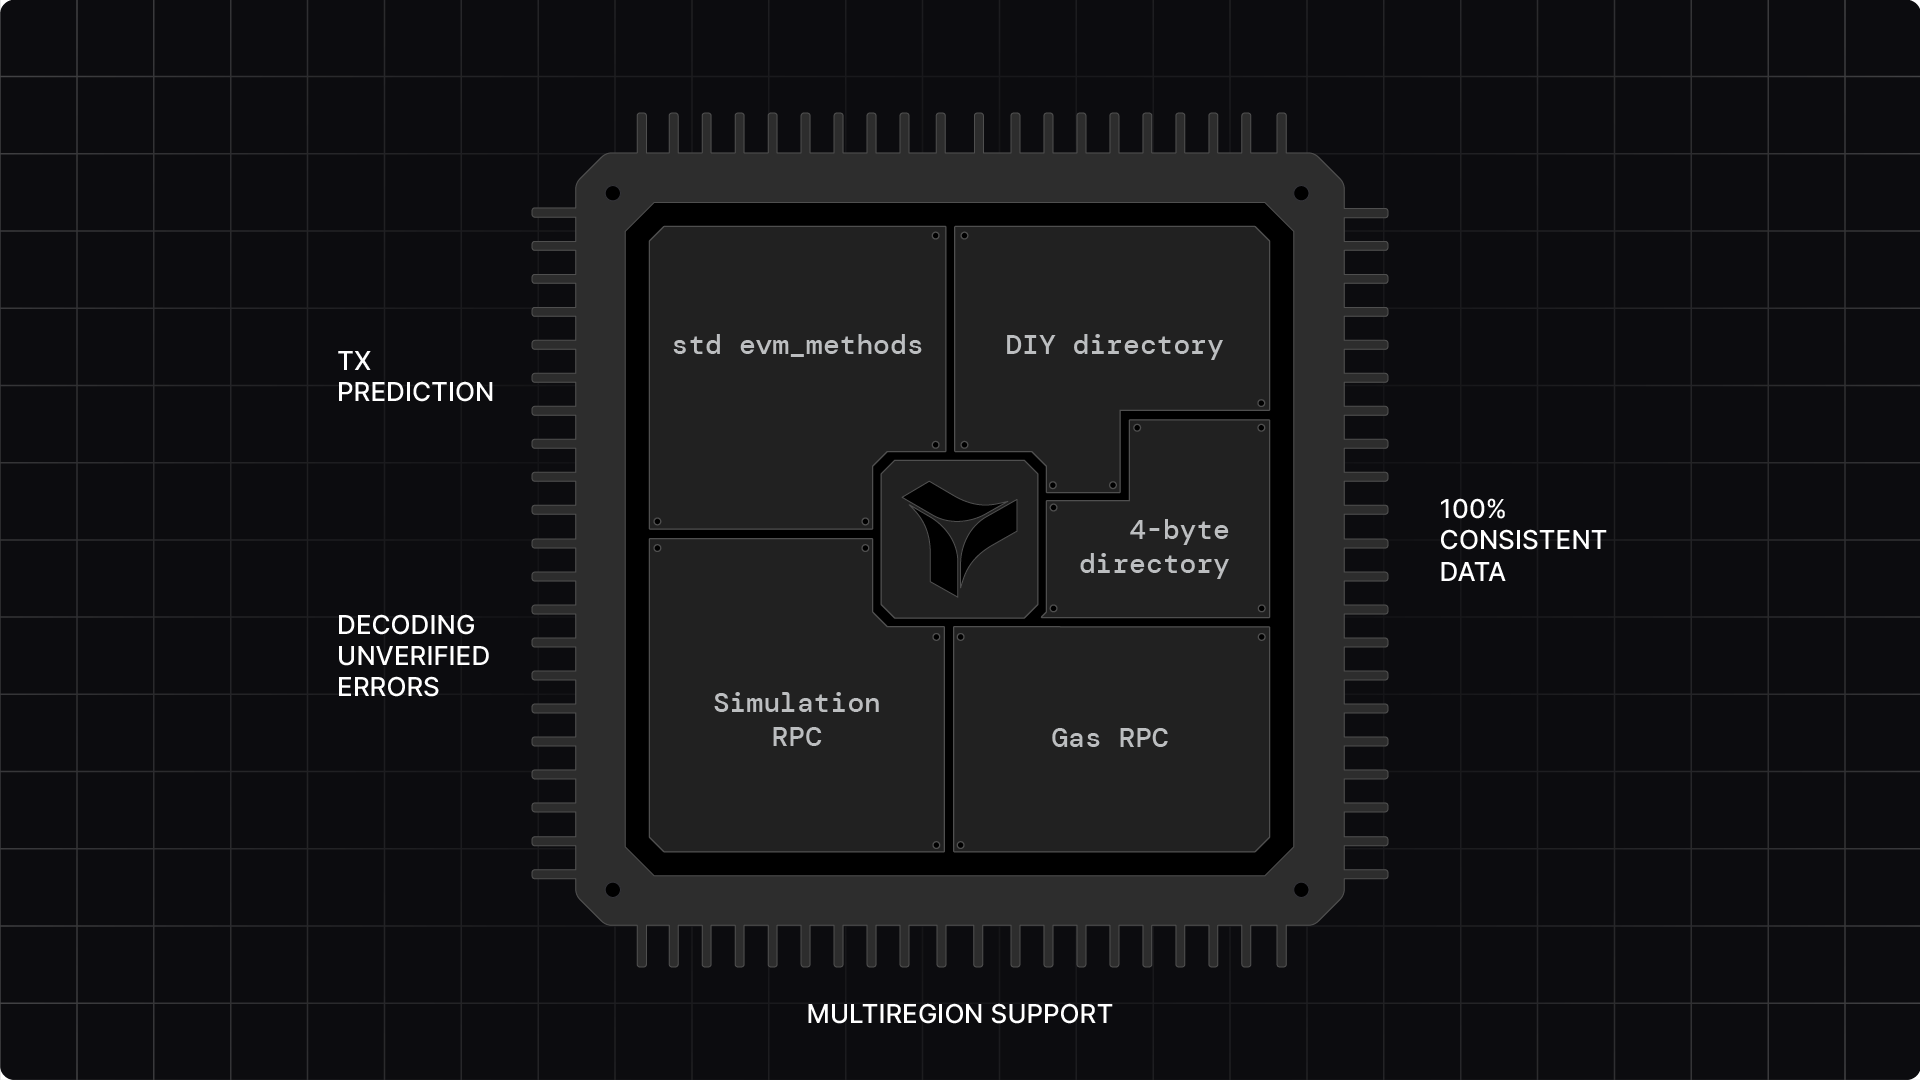 std evm_methods
DIY directory
TX
PREDICTION
100%
CONSISTENT
DATA
4-byte
directory
DECODING
UNVERIFIED
ERRORS
Simulation
RPC
Gas RPC
MULTIREGION SUPPORT